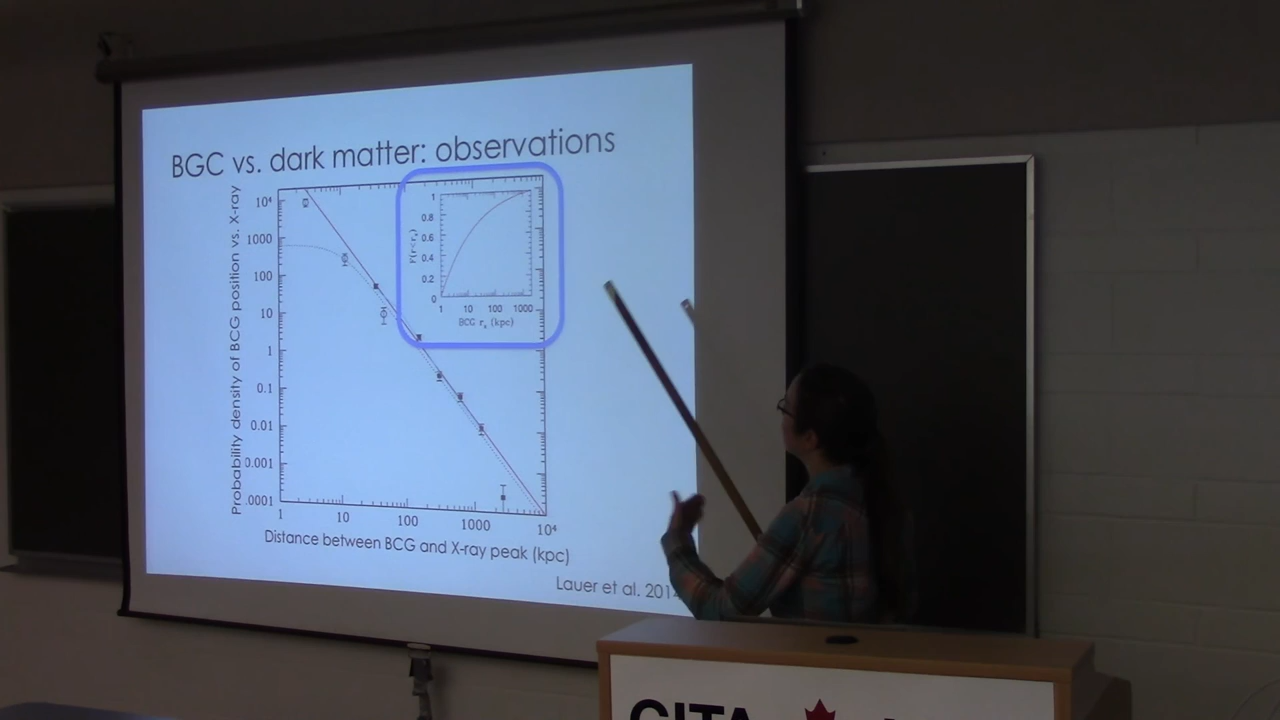 BGC vs. dark matter: observations
Probability density of BCG position vs. X-ray
10⁴
1000
100
10
1
0.1
0.01
0.001
.0001
1 10 100 1000 10⁴
Distance between BCG and X-ray peak (kpc)
F(r<rₓ)
1
0.8
0.6
0.4
0.2
0
1 10 100 1000
BCG rₓ (kpc)
Lauer et al. 201
CITA